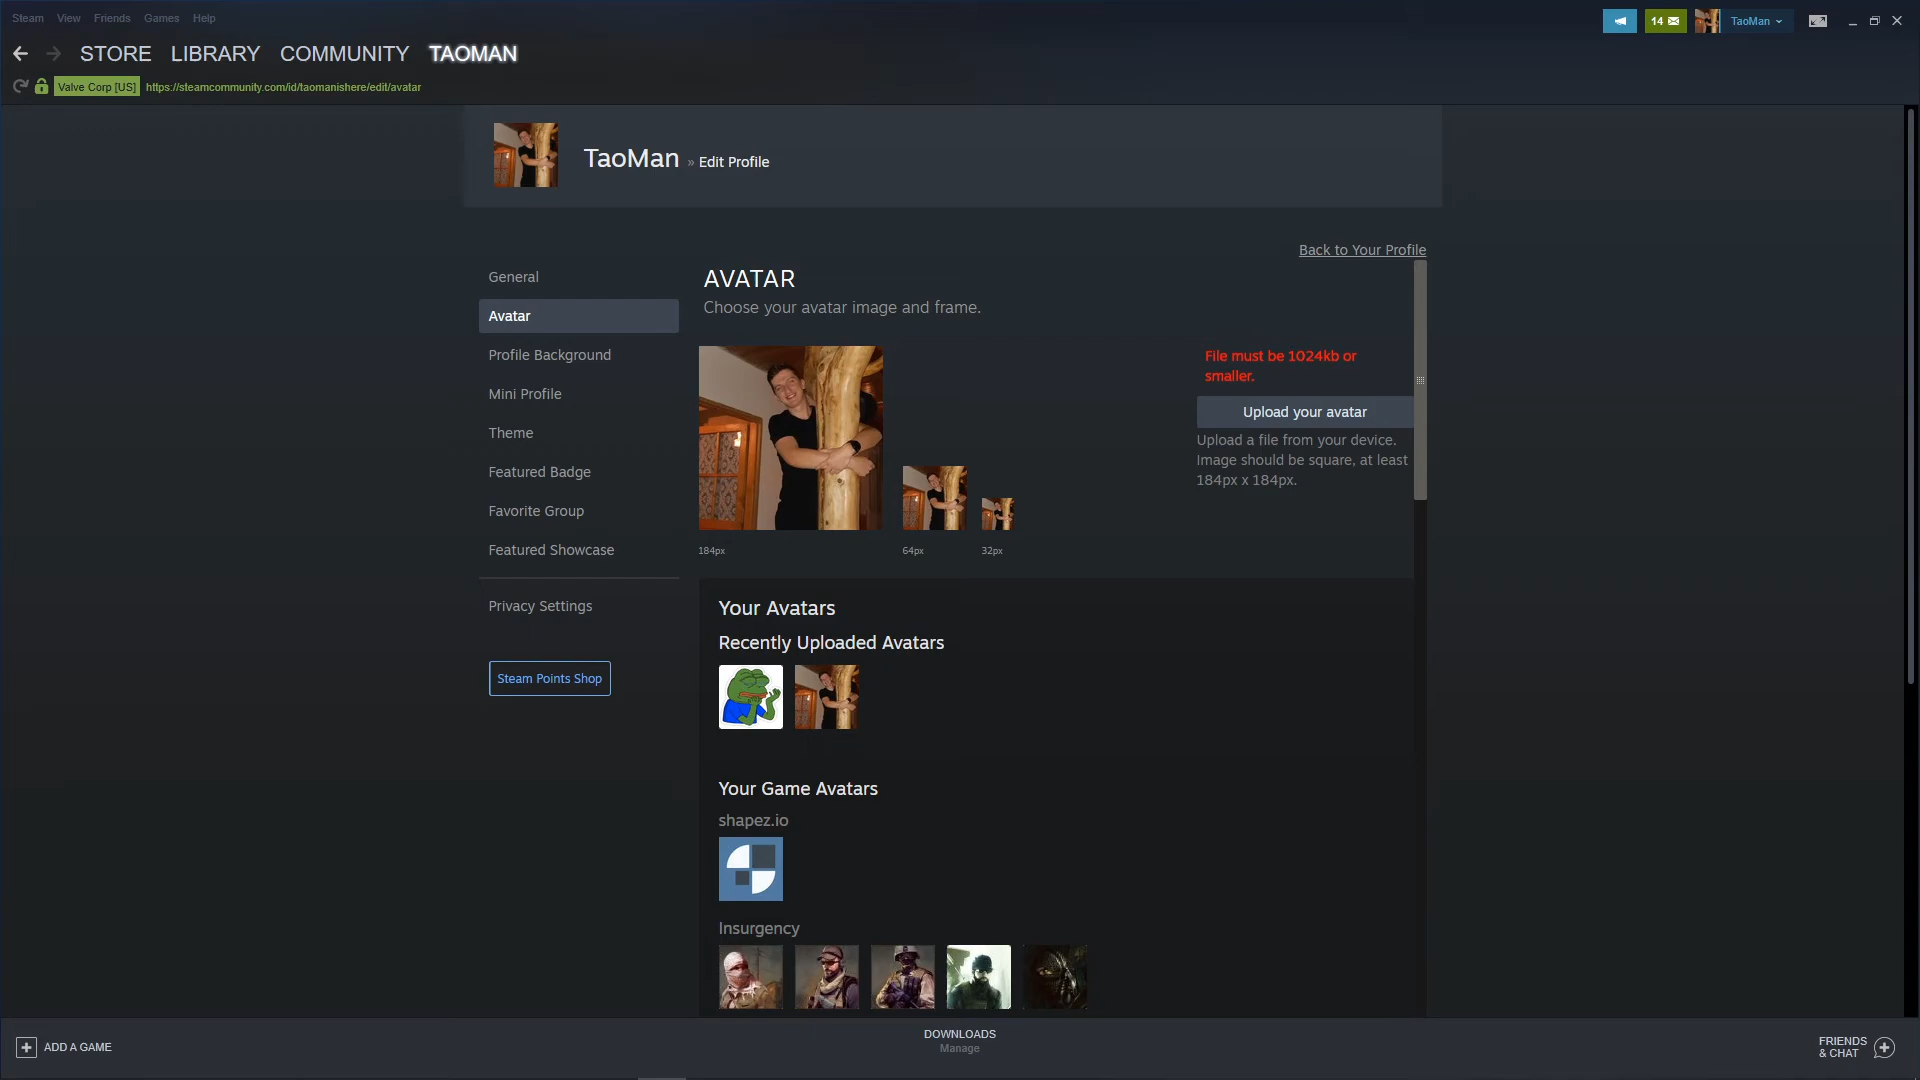 Steam View Friends Games Help
14 TaoMan
STORE LIBRARY COMMUNITY TAOMAN
Valve Corp [US] https://steamcommunity.com/id/taomanishere/edit/avatar
TaoMan » Edit Profile
Back to Your Profile
General
Avatar
Profile Background
Mini Profile
Theme
Featured Badge
Favorite Group
Featured Showcase
Privacy Settings
Steam Points Shop
AVATAR
Choose your avatar image and frame.
File must be 1024kb or
smaller.
Upload your avatar
Upload a file from your device.
Image should be square, at least
184px x 184px.
184px 64px 32px
Your Avatars
Recently Uploaded Avatars
Your Game Avatars
shapez.io
Insurgency
ADD A GAME
DOWNLOADS
Manage
FRIENDS
& CHAT